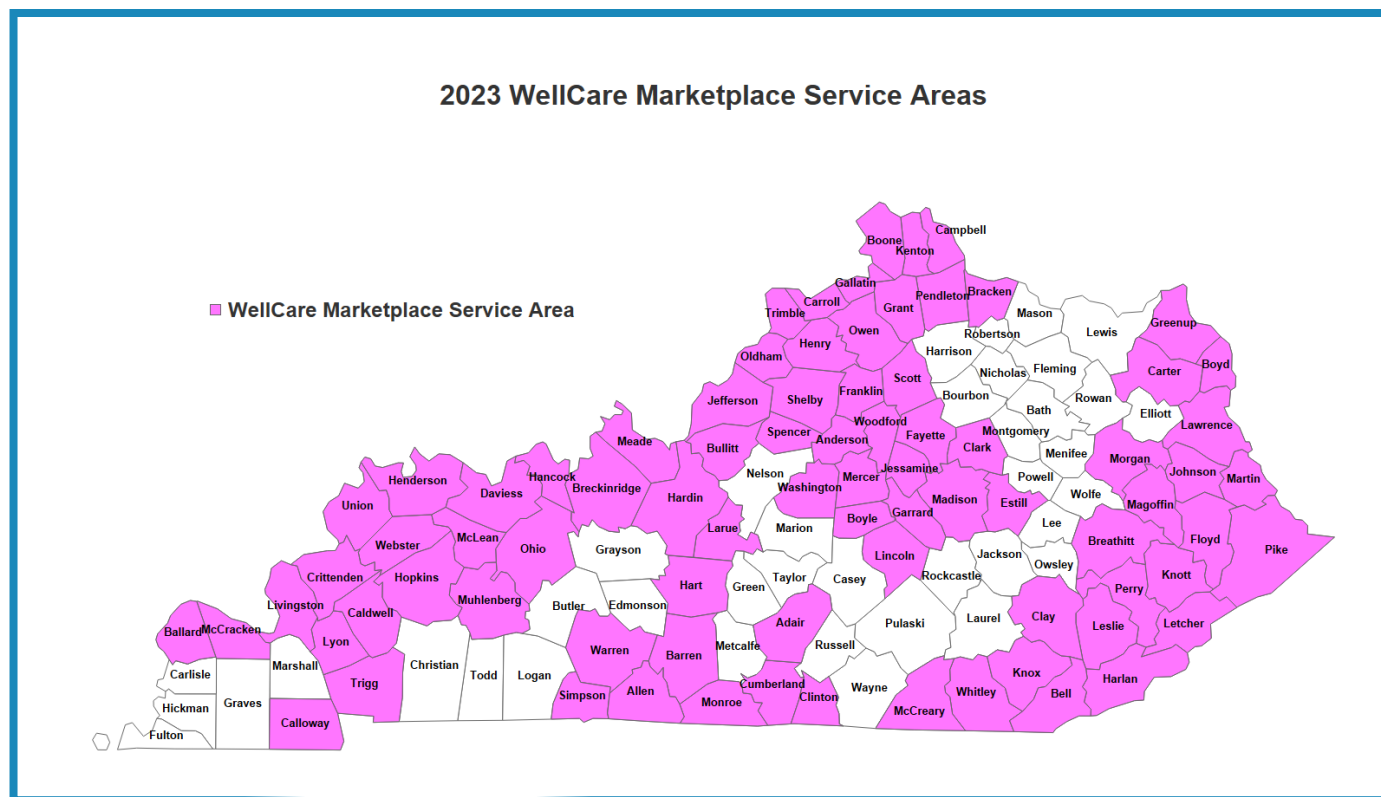 2023 WellCare Marketplace Service Areas
WellCare Marketplace Service Area
Campbell
Boone
Kenton
Gallatin
Bracken
Pendleton
Carroll
Grant
Trimble
Mason
Greenup
Owen
Lewis
Robertson
Henry
Harrison
Oldham
Boyd
Fleming
Carter
Nicholas
Scott
Franklin
Bourbon
Rowan
Shelby
Jefferson
Bath
Elliott
Woodford
Lawrence
Montgomery
Spencer
Fayette
Anderson
Meade
Clark
Bullitt
Menifee
Morgan
Jessamine
Johnson
Nelson
Mercer
Powell
Hancock
Martin
Henderson
Washington
Breckinridge
Daviess
Wolfe
Hardin
Madison
Estill
Magoffin
Union
Garrard
Boyle
Lee
Larue
Marion
McLean
Floyd
Breathitt
Webster
Ohio
Grayson
Pike
Jackson
Lincoln
Owsley
Knott
Rockcastle
Crittenden
Hopkins
Taylor
Casey
Hart
Green
Perry
Muhlenberg
Livingston
Butler
Edmonson
Caldwell
Clay
Laurel
Adair
Pulaski
Letcher
Leslie
McCracken
Ballard
Lyon
Russell
Metcalfe
Warren
Barren
Marshall
Christian
Knox
Carlisle
Todd
Logan
Harlan
Trigg
Cumberland
Wayne
Allen
Whitley
Bell
Simpson
Clinton
Monroe
Graves
Hickman
McCreary
Calloway
Fulton